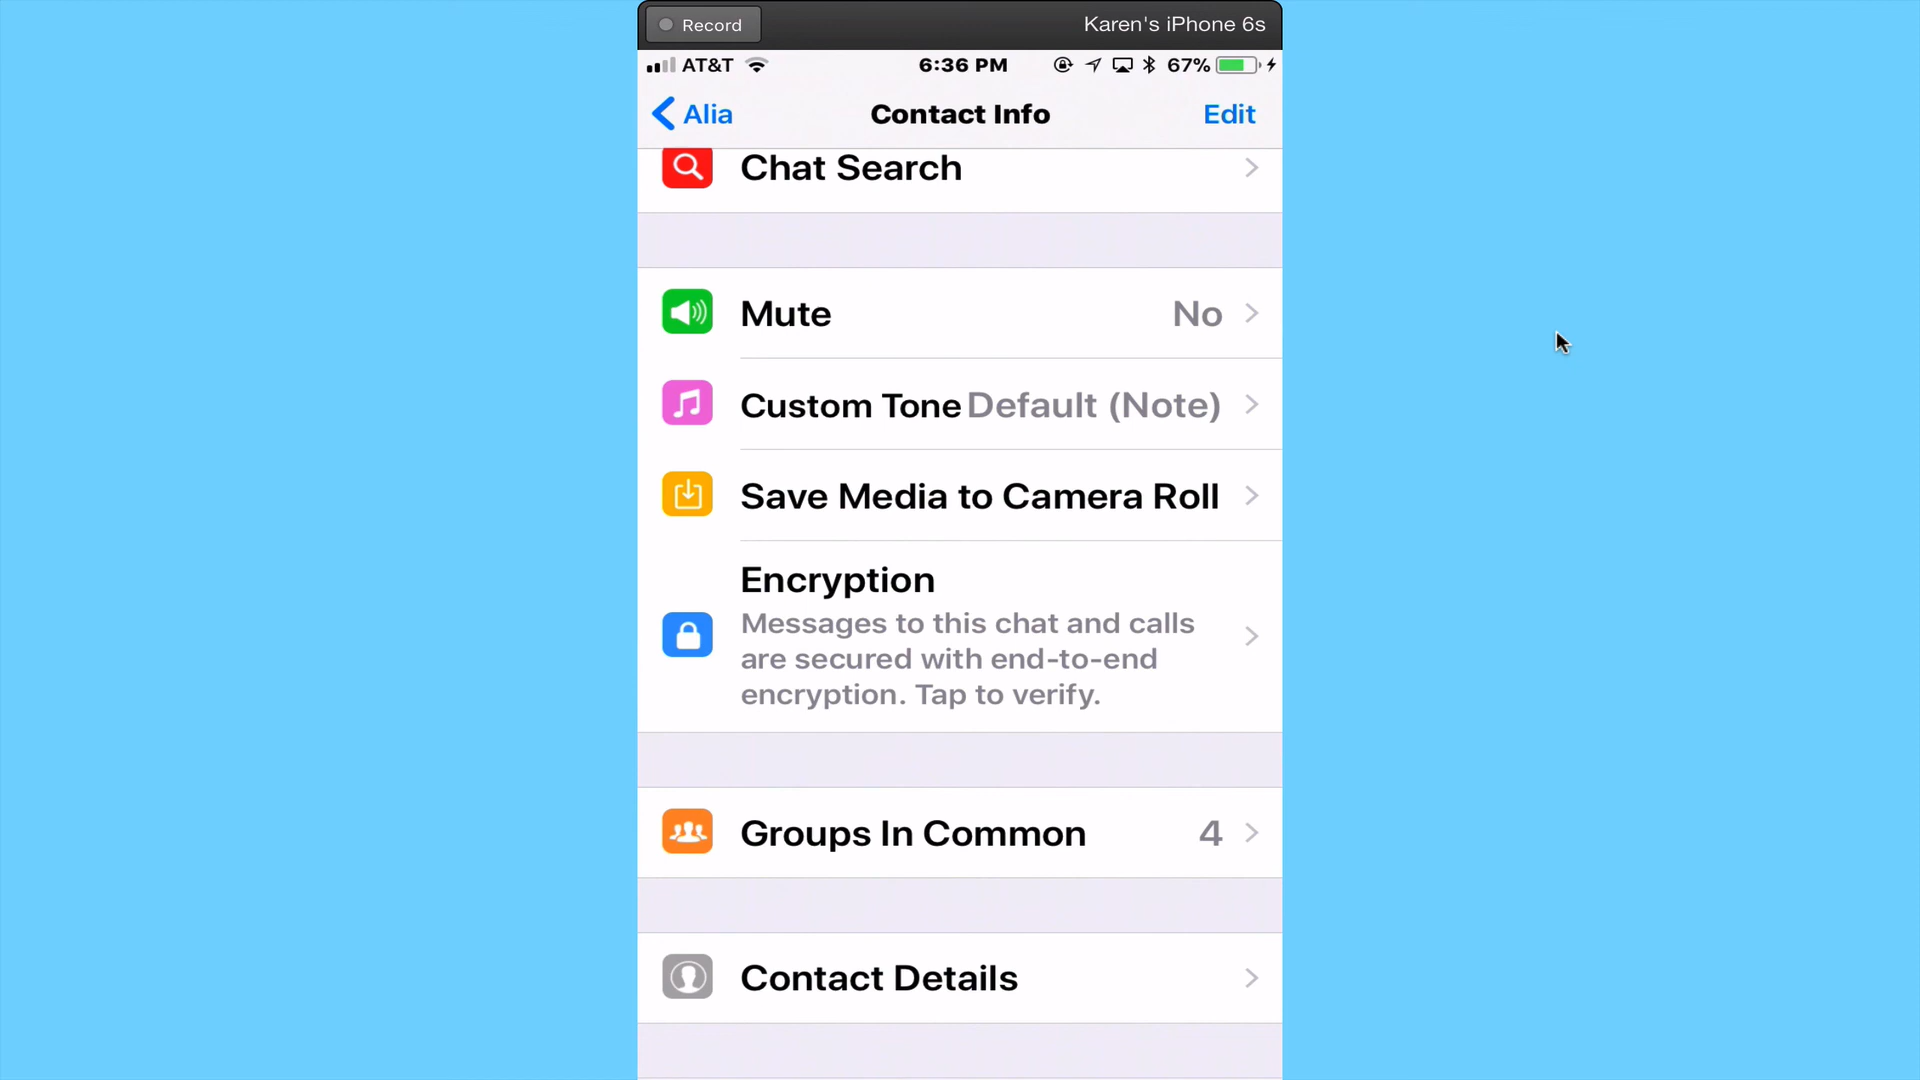 Record
Karen's iPhone 6s
AT&T 6:36 PM 67%
Alia Contact Info Edit
Chat Search
Mute No
Custom Tone Default (Note)
Save Media to Camera Roll
Encryption
Messages to this chat and calls
are secured with end-to-end
encryption. Tap to verify.
Groups In Common 4
Contact Details